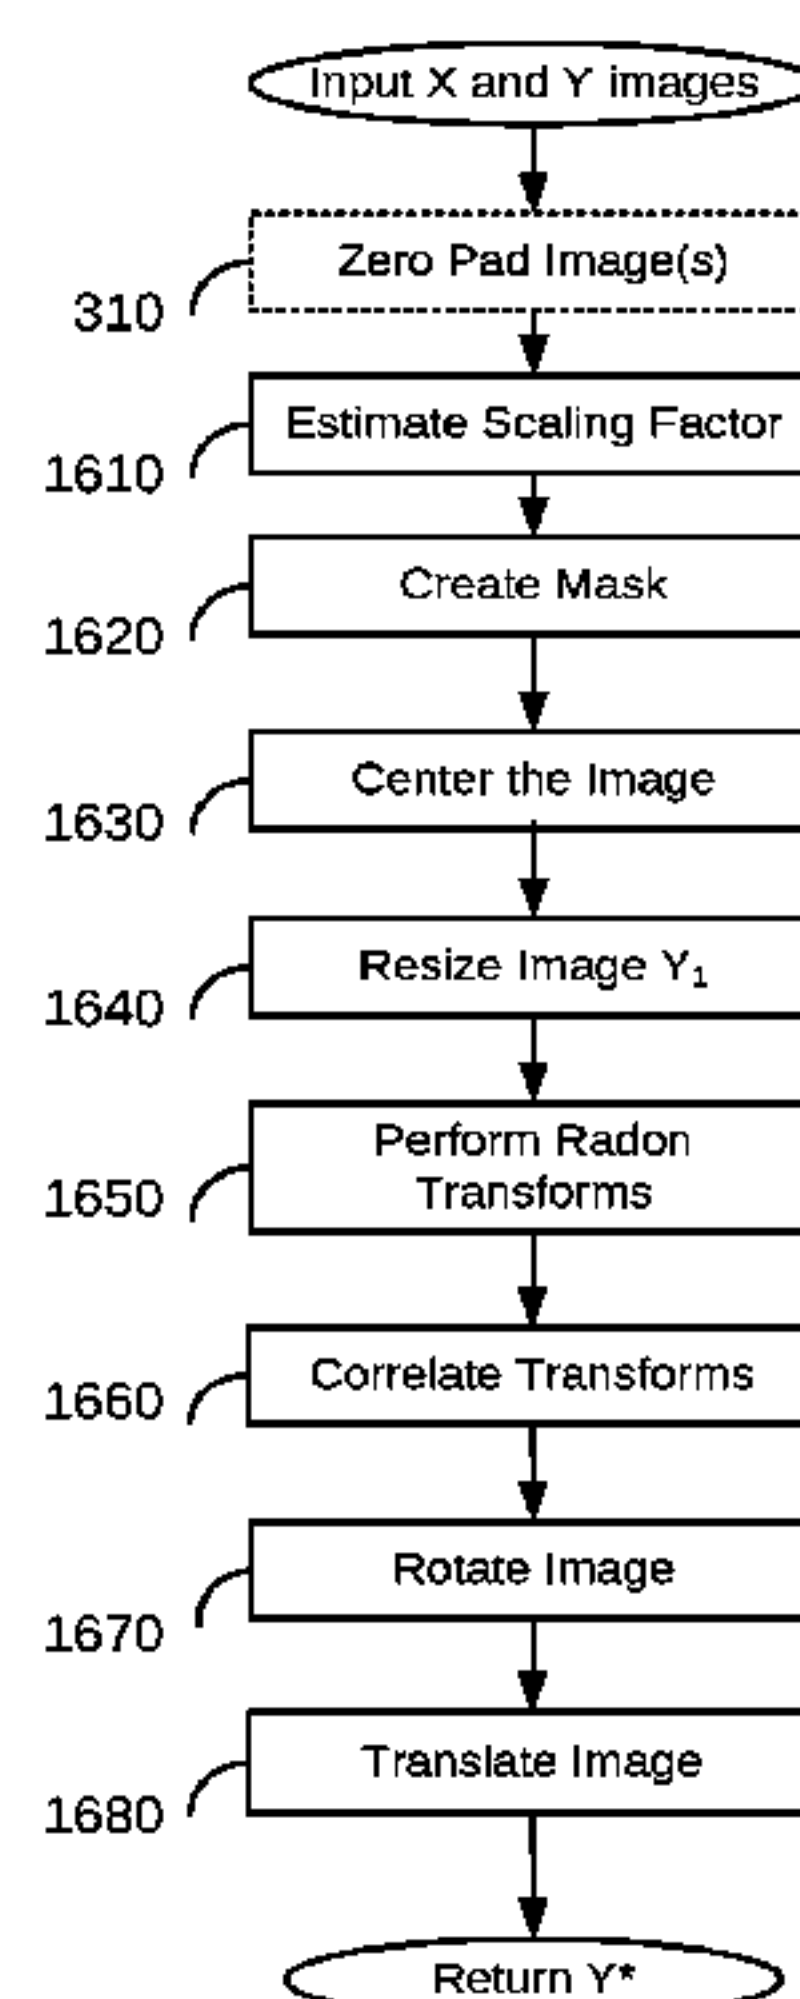 Input X and Y images
Zero Pad Image(s)
310
Estimate Scaling Factor
1610
Create Mask
1620
Center the Image
1630
Resize Image Y₁
1640
Perform Radon
Transforms
1650
Correlate Transforms
1660
Rotate Image
1670
Translate Image
1680
Return Y*